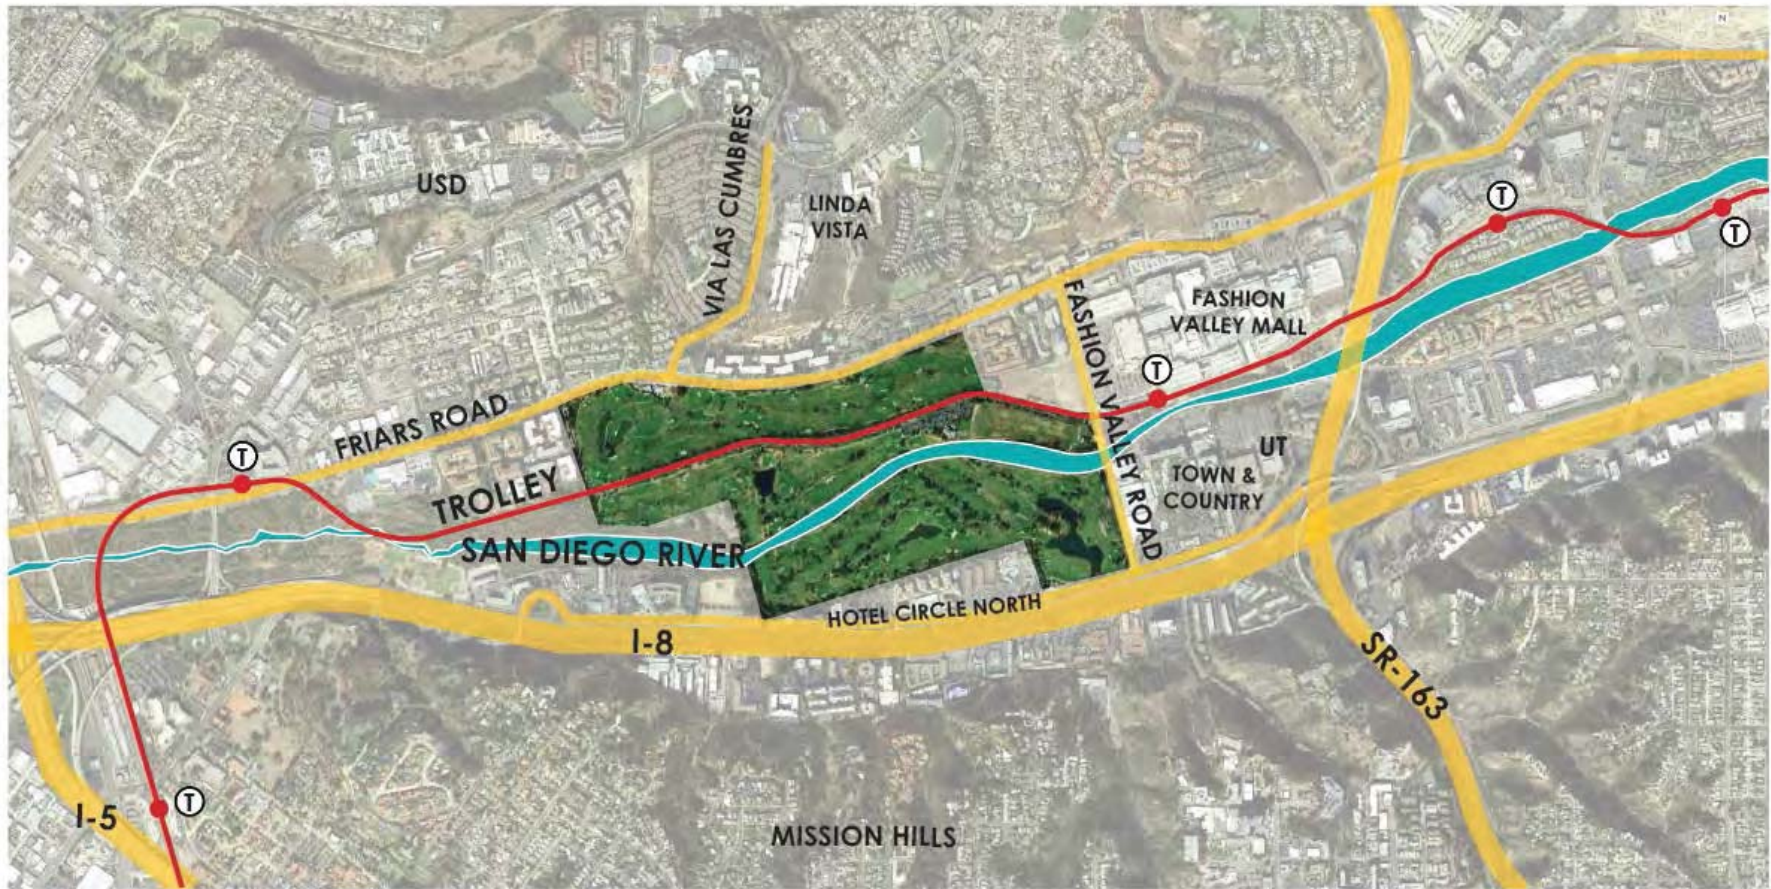 N
USD
VIA LAS CUMBRES
LINDA
VISTA
T
T
FASHION
VALLEY MALL
FASHION VALLEY ROAD
T
FRIARS ROAD
T
TROLLEY
UT
TOWN &
COUNTRY
SAN DIEGO RIVER
HOTEL CIRCLE NORTH
I-8
SR-163
T
I-5
MISSION HILLS